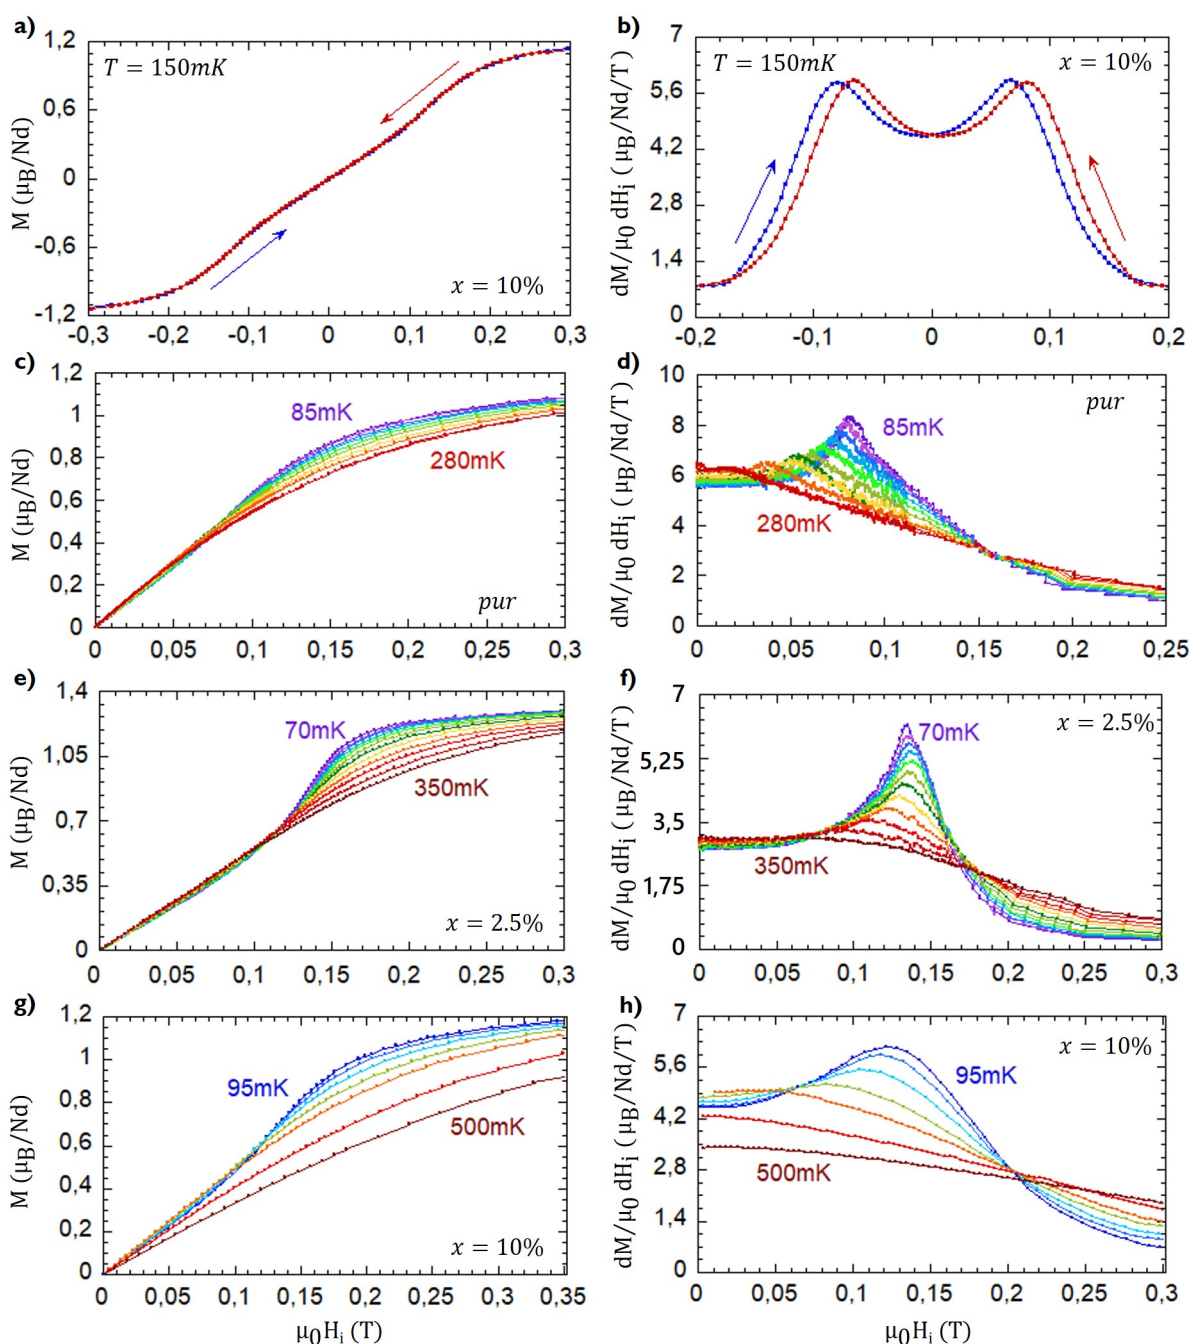 a)
1,2
0,6
0
-0,6
-1,2
M (μB/Nd)
T = 150mK
x = 10%
-0,3 -0,2 -0,1 0 0,1 0,2 0,3
b)
7
5,6
4,2
2,8
1,4
0
dM/μ0 dHi ( μB/Nd/T)
T = 150mK
x = 10%
-0,2 -0,1 0 0,1 0,2
c)
1,2
1
0,8
0,6
0,4
0,2
0
M (μB/Nd)
85mK
280mK
pur
0 0,05 0,1 0,15 0,2 0,25 0,3
d)
10
8
6
4
2
0
dM/μ0 dHi ( μB/Nd/T)
pur
85mK
280mK
0 0,05 0,1 0,15 0,2 0,25
e)
1,4
1,05
0,7
0,35
0
M (μB/Nd)
70mK
350mK
x = 2.5%
0 0,05 0,1 0,15 0,2 0,25 0,3
f)
7
5,25
3,5
1,75
0
dM/μ0 dHi ( μB/Nd/T)
x = 2.5%
70mK
350mK
0 0,05 0,1 0,15 0,2 0,25 0,3
g)
1,2
1
0,8
0,6
0,4
0,2
0
M (μB/Nd)
95mK
500mK
x = 10%
0 0,05 0,1 0,15 0,2 0,25 0,3 0,35
μ0Hi (T)
h)
7
5,6
4,2
2,8
1,4
0
dM/μ0 dHi ( μB/Nd/T)
x = 10%
95mK
500mK
0 0,05 0,1 0,15 0,2 0,25 0,3
μ0Hi (T)